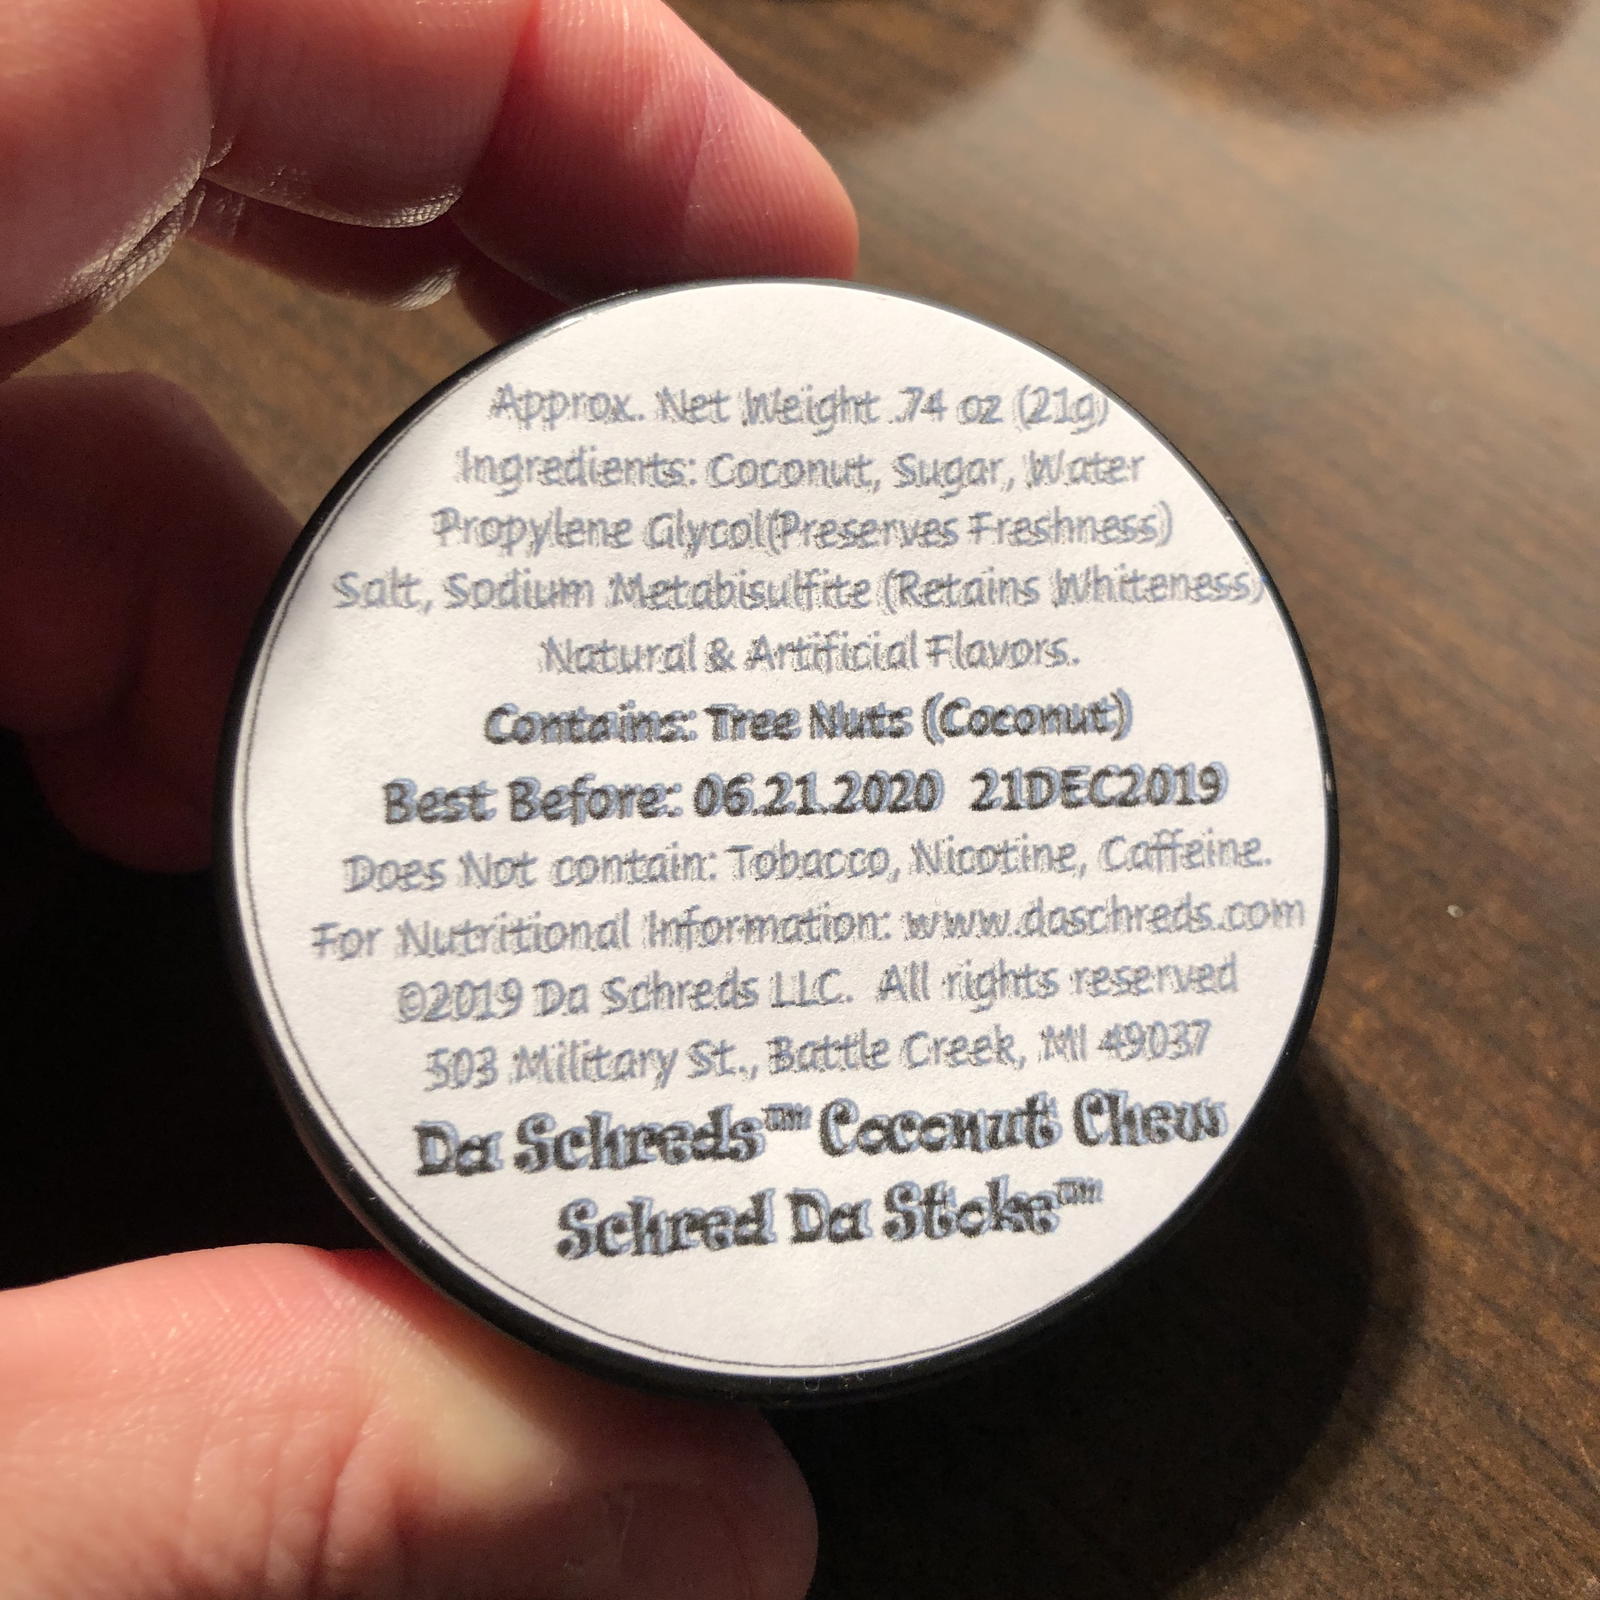 Approx. Net Weight .74 oz (21g)
Ingredients: Coconut, Sugar, Water
Propylene Glycol(Preserves Freshness)
Salt, Sodium Metabisulfite (Retains Whiteness)
Natural & Artificial Flavors.
Contains: Tree Nuts (Coconut)
Best Before: 06.21.2020 21DEC2019
Does Not contain: Tobacco, Nicotine, Caffeine.
For Nutritional Information: www.daschreds.com
©2019 Da Schreds LLC. All rights reserved
503 Military St., Battle Creek, MI 49037
Da Schreds™ Coconut Chew
Schred Da Stoke™